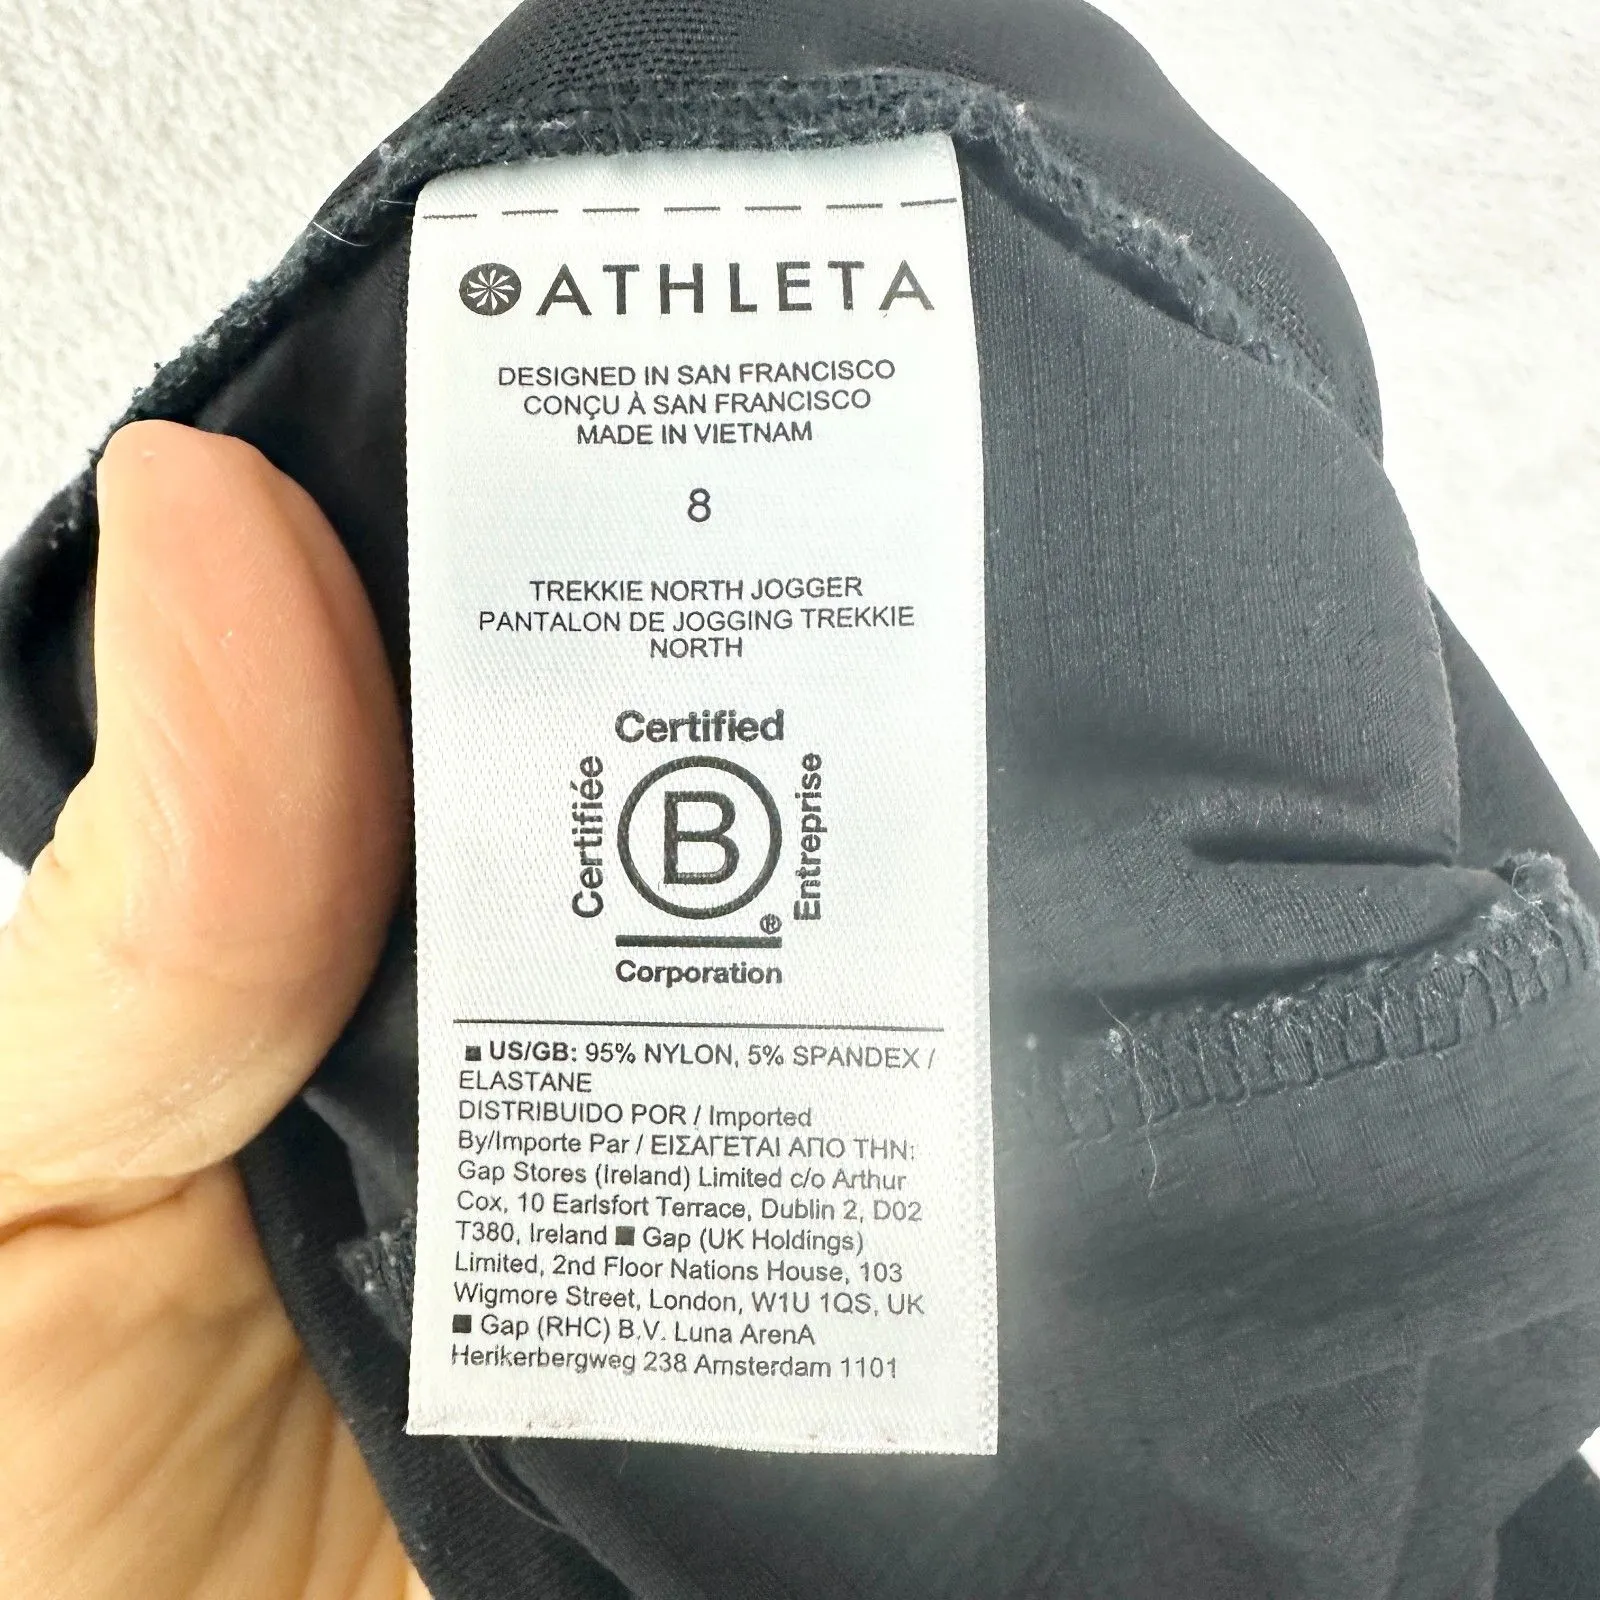 ATHLETA
DESIGNED IN SAN FRANCISCO
CONÇU À SAN FRANCISCO
MADE IN VIETNAM
8
TREKKIE NORTH JOGGER
PANTALON DE JOGGING TREKKIE
NORTH
Certified
Certifiée
B
Entreprise
®
Corporation
■ US/GB: 95% NYLON, 5% SPANDEX /
ELASTANE
DISTRIBUIDO POR / Imported
By/Importe Par / ΕΙΣΑΓΕΤΑΙ ΑΠΟ ΤΗΝ:
Gap Stores (Ireland) Limited c/o Arthur
Cox, 10 Earlsfort Terrace, Dublin 2, D02
T380, Ireland ■ Gap (UK Holdings)
Limited, 2nd Floor Nations House, 103
Wigmore Street, London, W1U 1QS, UK
■ Gap (RHC) B.V. Luna ArenA
Herikerbergweg 238 Amsterdam 1101